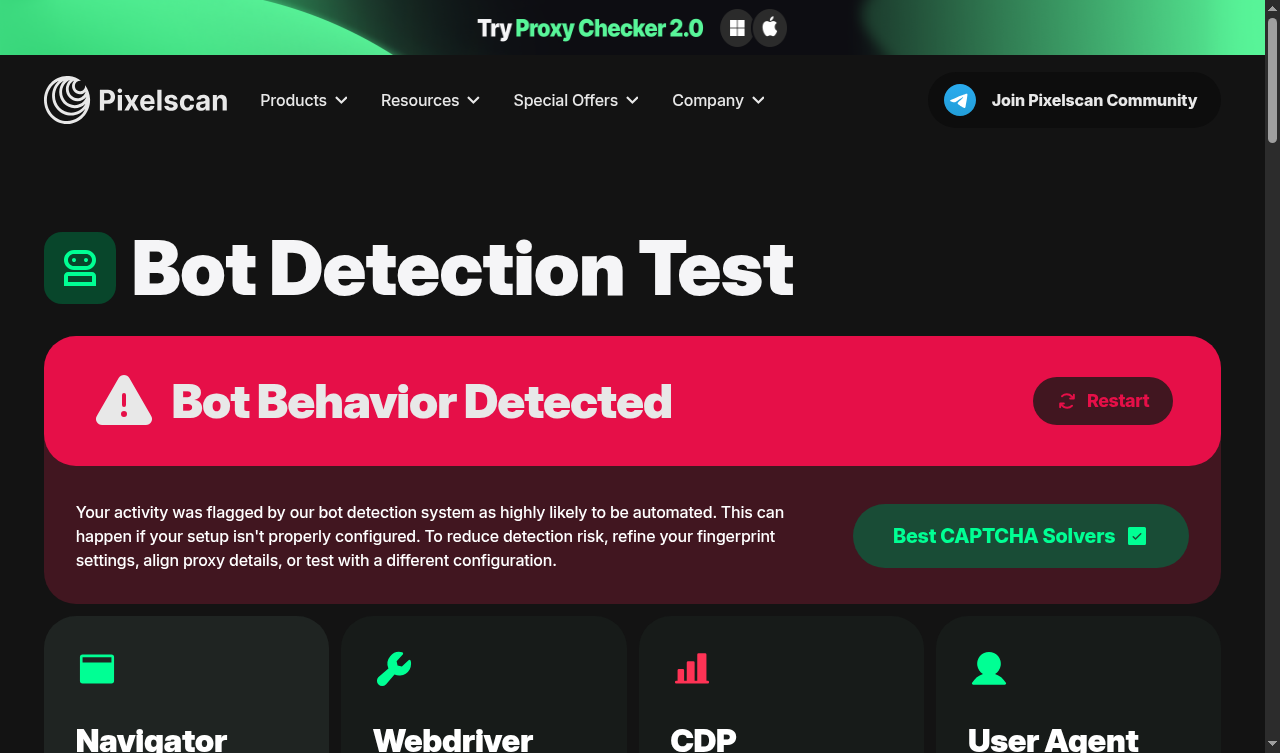 Try Proxy Checker 2.0
Pixelscan
Products
Resources
Special Offers
Company
Join Pixelscan Community
Bot Detection Test
Bot Behavior Detected
Restart
Your activity was flagged by our bot detection system as highly likely to be automated. This can
happen if your setup isn't properly configured. To reduce detection risk, refine your fingerprint
settings, align proxy details, or test with a different configuration.
Best CAPTCHA Solvers
Navigator
Webdriver
CDP
User Agent